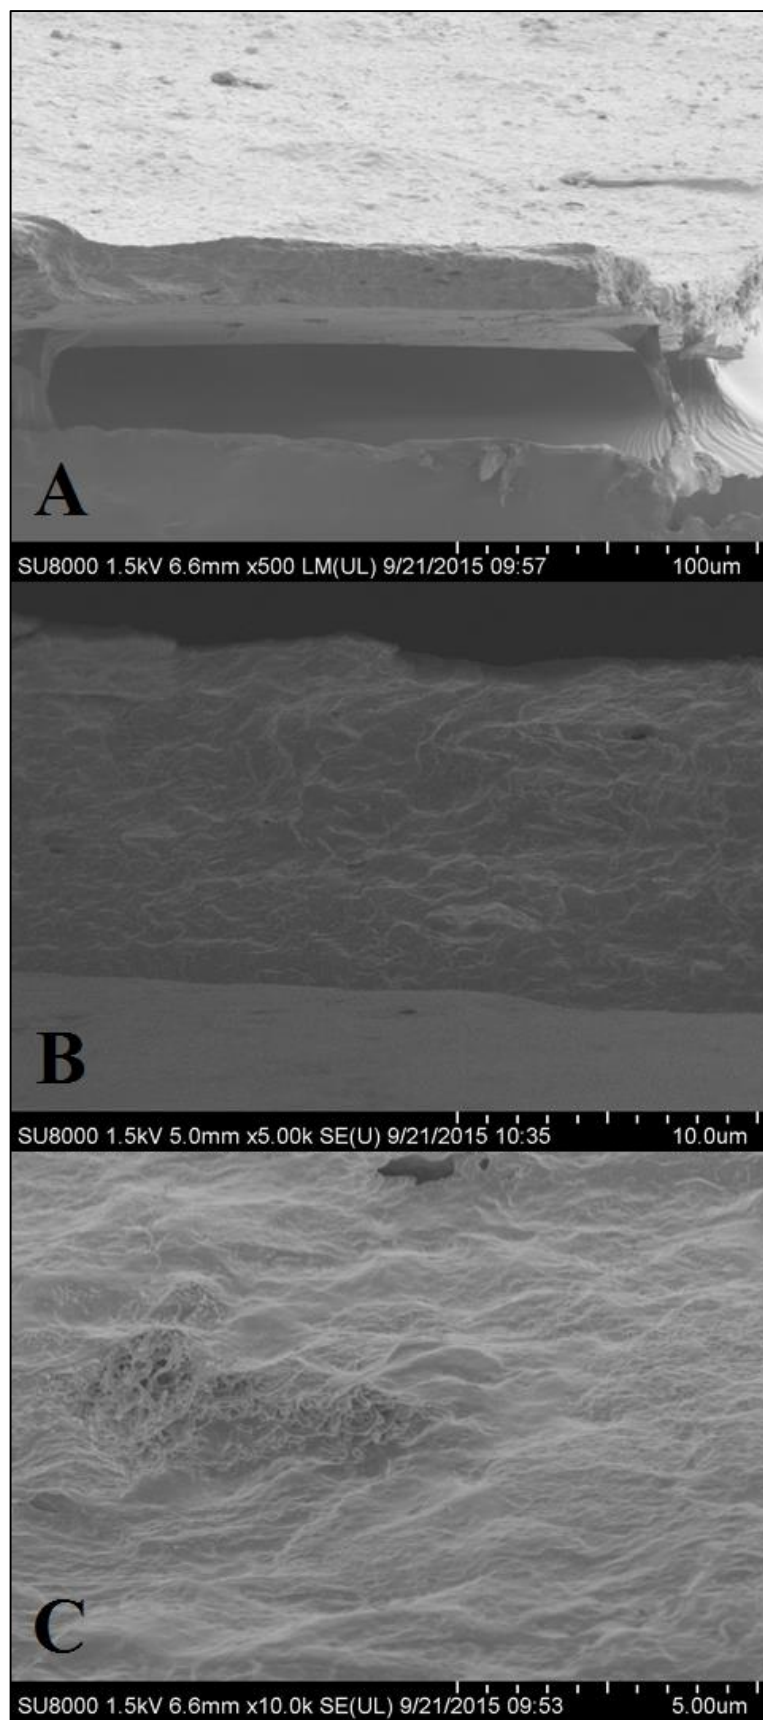 A
SU8000 1.5kV 6.6mm x500 LM(UL) 9/21/2015 09:57 100um
B
SU8000 1.5kV 5.0mm x5.00k SE(U) 9/21/2015 10:35 10.0um
C
SU8000 1.5kV 6.6mm x10.0k SE(UL) 9/21/2015 09:53 5.00um